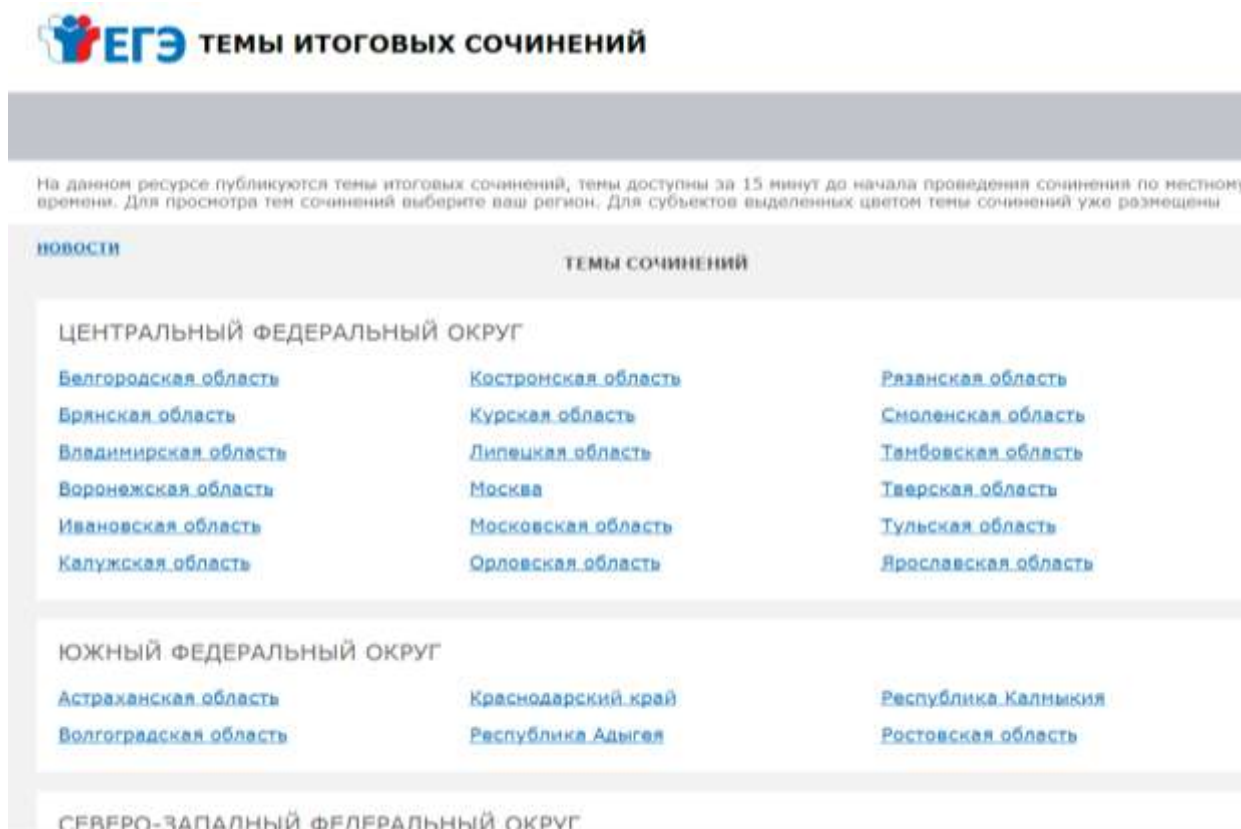 ЕГЭ ТЕМЫ ИТОГОВЫХ СОЧИНЕНИЙ
На данном ресурсе публикуются темы итоговых сочинений, темы доступны за 15 минут до начала проведения сочинения по местному
времени. Для просмотра тем сочинений выберите ваш регион. Для субъектов выделенных цветом темы сочинений уже размещены
НОВОСТИ
ТЕМЫ СОЧИНЕНИЙ
ЦЕНТРАЛЬНЫЙ ФЕДЕРАЛЬНЫЙ ОКРУГ
Белгородская область Костромская область Рязанская область
Брянская область Курская область Смоленская область
Владимирская область Липецкая область Тамбовская область
Воронежская область Москва Тверская область
Ивановская область Московская область Тульская область
Калужская область Орловская область Ярославская область
ЮЖНЫЙ ФЕДЕРАЛЬНЫЙ ОКРУГ
Астраханская область Краснодарский край Республика Калмыкия
Волгоградская область Республика Адыгея Ростовская область
СЕВЕРО-ЗАПАДНЫЙ ФЕДЕРАЛЬНЫЙ ОКРУГ